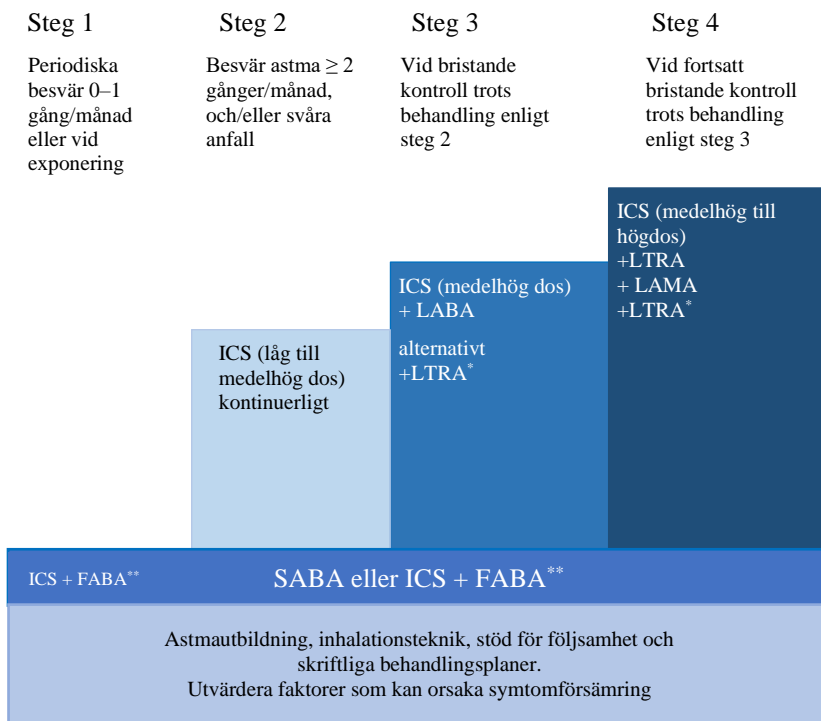 Steg 1
Periodiska
besvär 0–1
gång/månad
eller vid
exponering
Steg 2
Besvär astma ≥ 2
gånger/månad,
och/eller svåra
anfall
Steg 3
Vid bristande
kontroll trots
behandling enligt
steg 2
Steg 4
Vid fortsatt
bristande kontroll
trots behandling
enligt steg 3
ICS (låg till
medelhög dos)
kontinuerligt
ICS (medelhög dos)
+ LABA
alternativt
+LTRA*
ICS (medelhög till
högdos)
+LTRA
+ LAMA
+LTRA*
ICS + FABA**
SABA eller ICS + FABA**
Astmautbildning, inhalationsteknik, stöd för följsamhet och
skriftliga behandlingsplaner.
Utvärdera faktorer som kan orsaka symtomförsämring